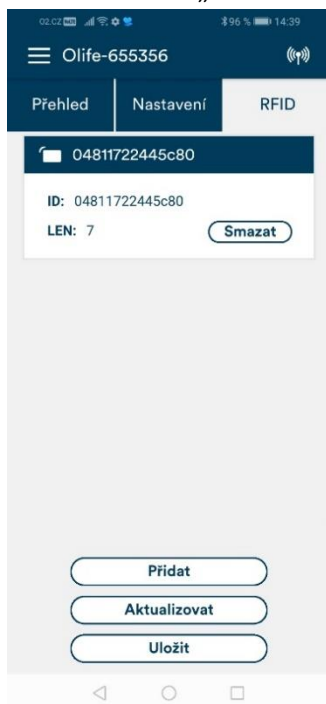 „
O2.CZ 96 % 14:39
Olife-655356
Přehled Nastavení RFID
04811722445c80
ID: 04811722445c80
LEN: 7 Smazat
Přidat
Aktualizovat
Uložit